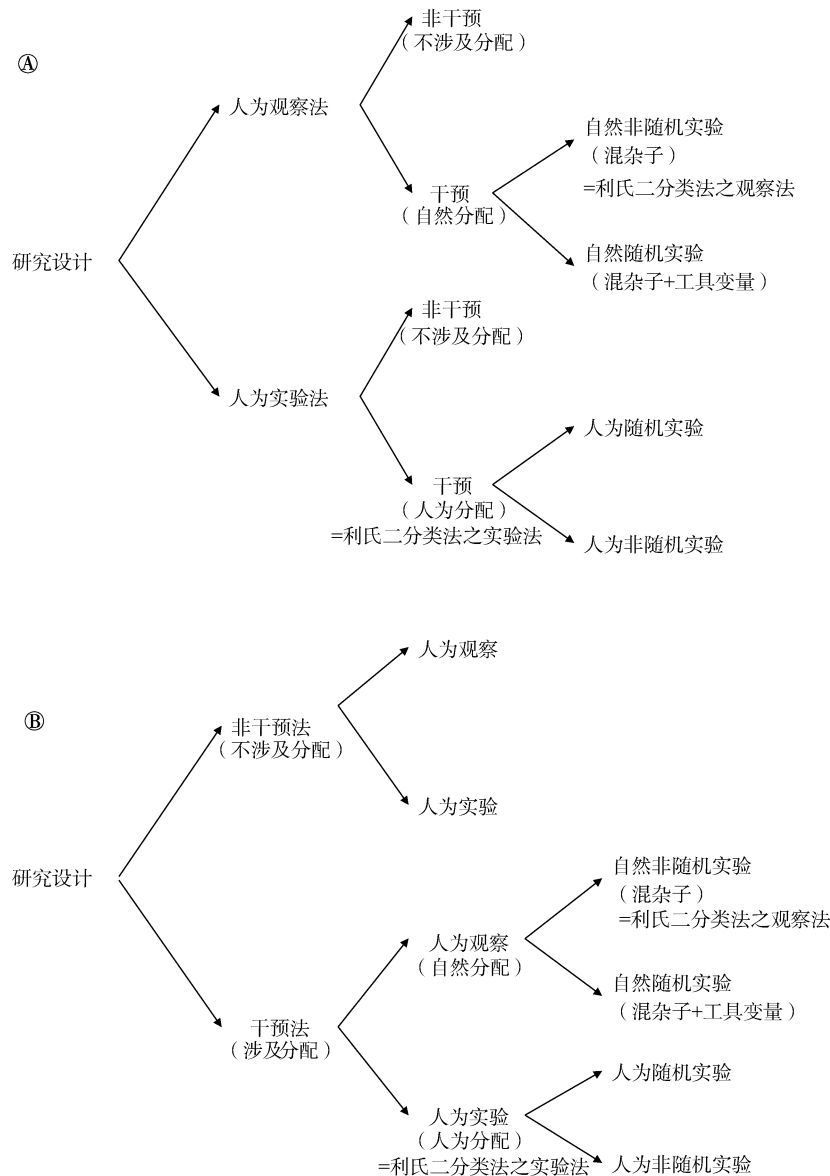 Ⓐ
非干预
（不涉及分配）
人为观察法
自然非随机实验
（混杂子）
=利氏二分类法之观察法
干预
（自然分配）
自然随机实验
（混杂子+工具变量）
研究设计
非干预
（不涉及分配）
人为实验法
人为随机实验
干预
（人为分配）
=利氏二分类法之实验法
人为非随机实验
Ⓑ
人为观察
非干预法
（不涉及分配）
人为实验
研究设计
自然非随机实验
（混杂子）
=利氏二分类法之观察法
人为观察
（自然分配）
自然随机实验
（混杂子+工具变量）
干预法
（涉及分配）
人为随机实验
人为实验
（人为分配）
=利氏二分类法之实验法
人为非随机实验